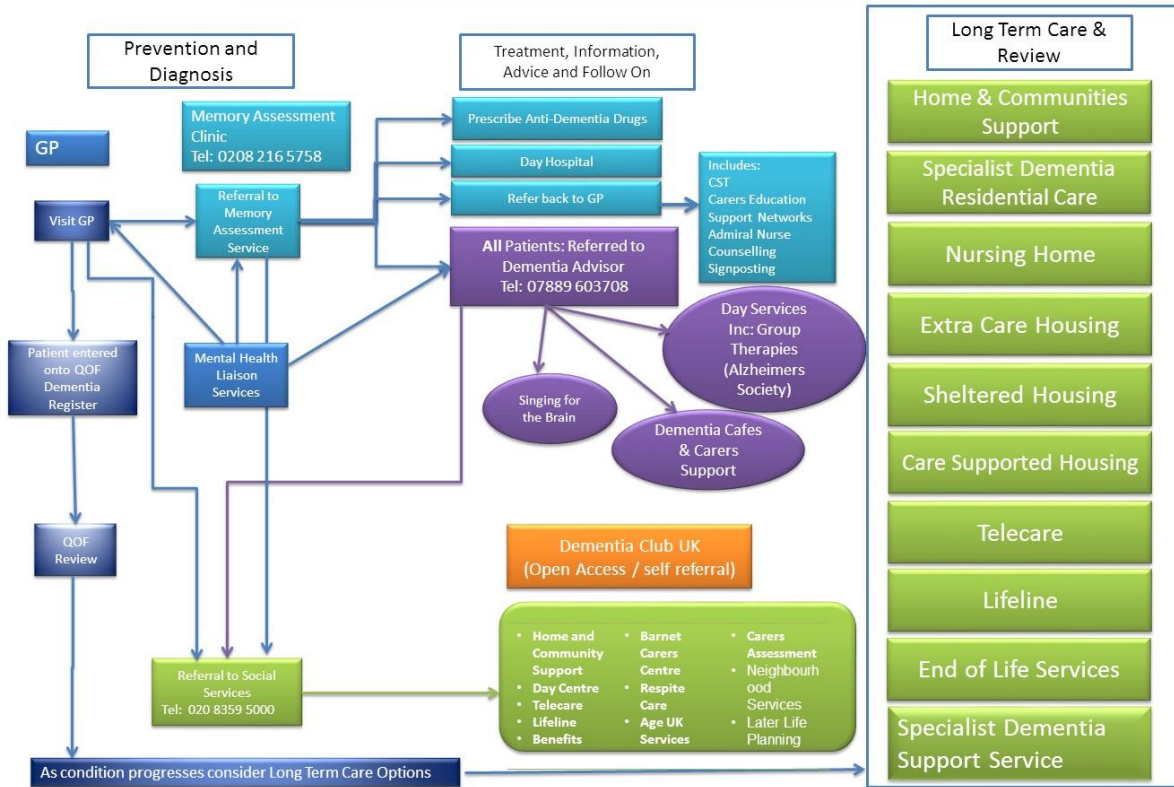 Prevention and
Diagnosis
Treatment, Information,
Advice and Follow On
Long Term Care &
Review
GP
Memory Assessment
Clinic
Tel: 0208 216 5758
Visit GP
Referral to
Memory
Assessment
Service
Prescribe Anti-Dementia Drugs
Day Hospital
Refer back to GP
Includes:
CST
Carers Education
Support Networks
Admiral Nurse
Counselling
Signposting
All Patients: Referred to
Dementia Advisor
Tel: 07889 603708
Patient entered
onto QOF
Dementia
Register
Mental Health
Liaison
Services
Singing for
the Brain
Day Services
Inc: Group
Therapies
(Alzheimers
Society)
Dementia Cafes
& Carers
Support
QOF
Review
Dementia Club UK
(Open Access / self referral)
Referral to Social
Services
Tel: 020 8359 5000
• Home and
Community
Support
• Day Centre
• Telecare
• Lifeline
• Benefits
• Barnet
Carers
Centre
• Respite
Care
• Age UK
Services
• Carers
Assessment
• Neighbourh
ood
Services
• Later Life
Planning
As condition progresses consider Long Term Care Options
Home & Communities
Support
Specialist Dementia
Residential Care
Nursing Home
Extra Care Housing
Sheltered Housing
Care Supported Housing
Telecare
Lifeline
End of Life Services
Specialist Dementia
Support Service